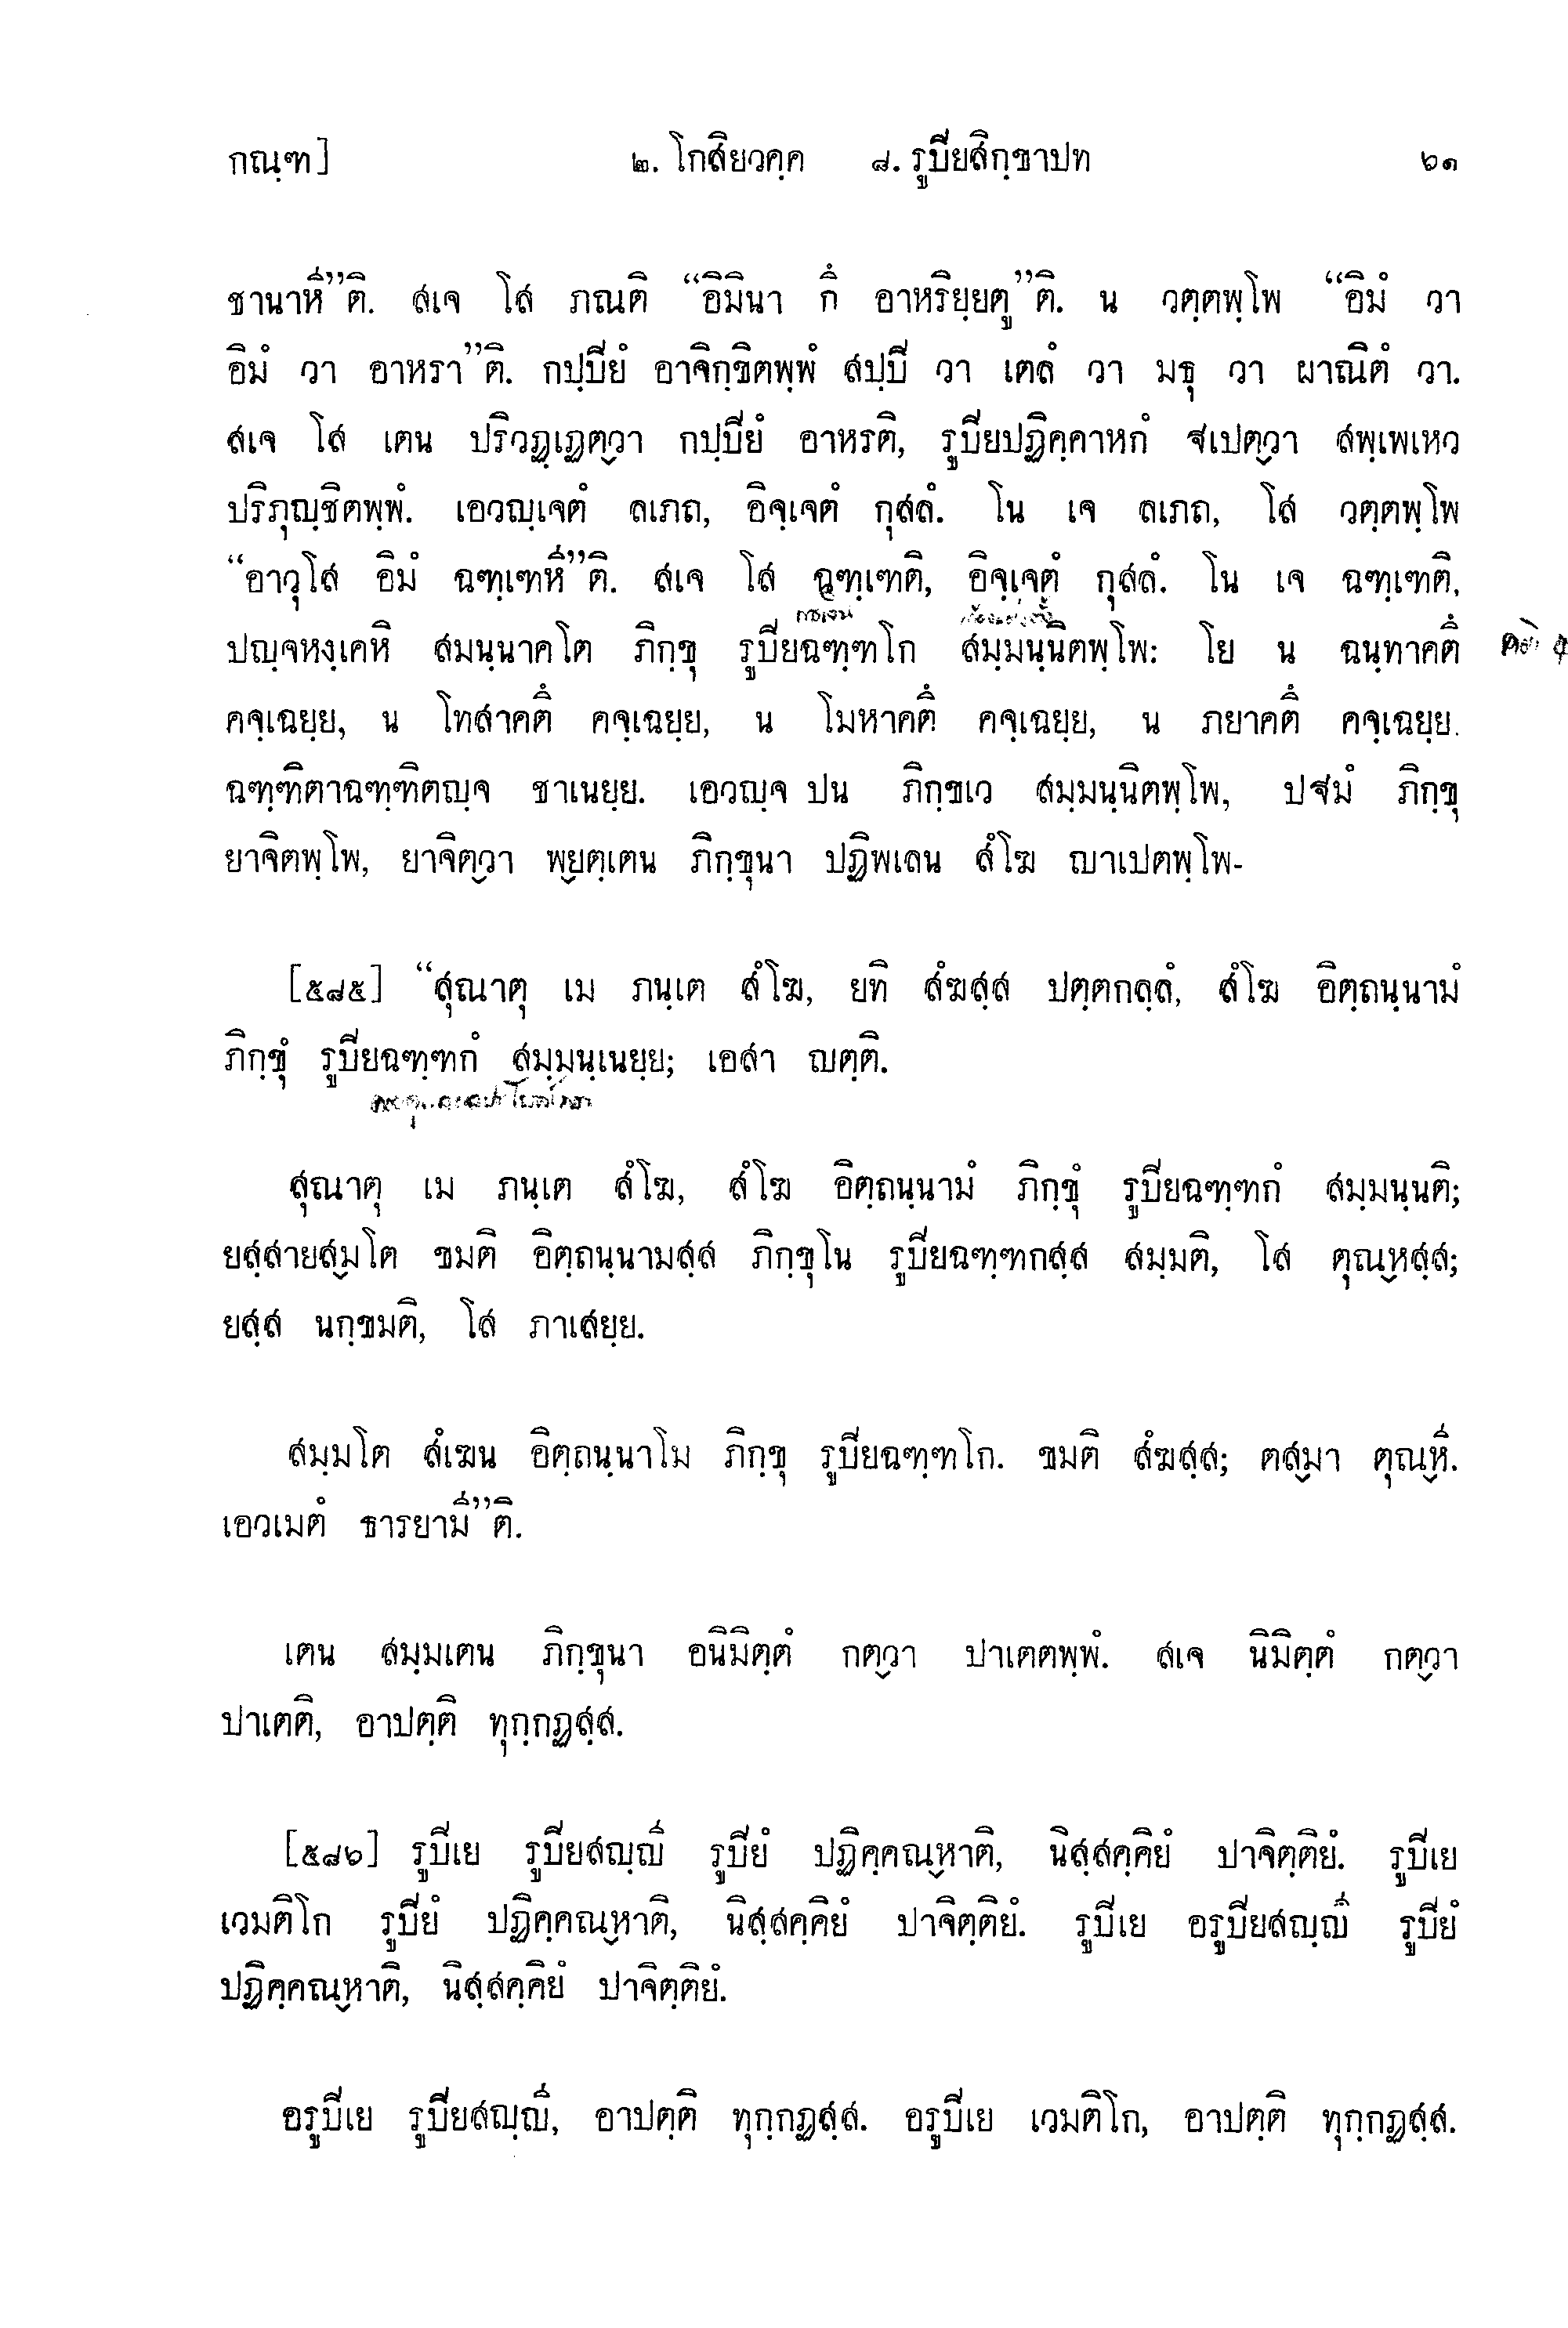 กณฺฑ] ๒. โกสิยวคฺค ๘. รูปิยสิกฺขาปท ๖๑
ชานาหี”ติ. สเจ โส ภณติ “อิมินา กึ อาหริยฺยตู”ติ. น วตฺตพฺโพ “อิมํ วา
อิมํ วา อาหรา”ติ. กปฺปิยํ อาจิกฺขิตพฺพํ สปฺปิ วา เตลํ วา มธุ วา ผาณิตํ วา.
สเจ โส เตน ปริวฏฺเฏตฺวา กปฺปิยํ อาหรติ, รูปิยปฏิคฺคาหกํ ฐเปตฺวา สพฺเพเหว
ปริภุญฺชิตพฺพํ. เอวญฺเจตํ ลเภถ, อิจฺเจตํ กุสลํ. โน เจ ลเภถ, โส วตฺตพฺโพ
“อาวุโส อิมํ ฉฑฺเฑหี”ติ. สเจ โส ฉฑฺเฑติ, อิจฺเจตํ กุสลํ. โน เจ ฉฑฺเฑติ,
ปญฺจหงฺเคหิ สมนฺนาคโต ภิกฺขุ รูปิยฉฑฺฑโก สมฺมนฺนิตพฺโพ: โย น ฉนฺทาคตึ
คจฺเฉยฺย, น โทสาคตึ คจฺเฉยฺย, น โมหาคตึ คจฺเฉยฺย, น ภยาคตึ คจฺเฉยฺย.
ฉฑฺฑิตาฉฑฺฑิตญฺจ ชาเนยฺย. เอวญฺจ ปน ภิกฺขเว สมฺมนฺนิตพฺโพ, ปฐมํ ภิกฺขุ
ยาจิตพฺโพ, ยาจิตฺวา พฺยตฺเตน ภิกฺขุนา ปฏิพเลน สํโฆ ญาเปตพฺโพ-
[๕๘๕] “สุณาตุ เม ภนฺเต สํโฆ, ยทิ สํฆสฺส ปตฺตกลฺลํ, สํโฆ อิตฺถนฺนามํ
ภิกฺขุํ รูปิยฉฑฺฑกํ สมฺมนฺเนยฺย; เอสา ญตฺติ.
สุณาตุ เม ภนฺเต สํโฆ, สํโฆ อิตฺถนฺนามํ ภิกฺขุํ รูปิยฉฑฺฑกํ สมฺมนฺนติ;
ยสฺสายสฺมโต ขมติ อิตฺถนฺนามสฺส ภิกฺขุโน รูปิยฉฑฺฑกสฺส สมฺมติ, โส ตุณฺหสฺส;
ยสฺส นกฺขมติ, โส ภาเสยฺย.
สมฺมโต สํเฆน อิตฺถนฺนาโม ภิกฺขุ รูปิยฉฑฺฑโก. ขมติ สํฆสฺส; ตสฺมา ตุณฺหี.
เอวเมตํ ธารยามี”ติ.
เตน สมฺมเตน ภิกฺขุนา อนิมิตฺตํ กตฺวา ปาเตตพฺพํ. สเจ นิมิตฺตํ กตฺวา
ปาเตติ, อาปตฺติ ทุกฺกฏสฺส.
[๕๘๖] รูปิเย รูปิยสญฺญี รูปิยํ ปฏิคฺคณฺหาติ, นิสฺสคฺคิยํ ปาจิตฺติยํ. รูปิเย
เวมติโก รูปิยํ ปฏิคฺคณฺหาติ, นิสฺสคฺคิยํ ปาจิตฺติยํ. รูปิเย อรูปิยสญฺญี รูปิยํ
ปฏิคฺคณฺหาติ, นิสฺสคฺคิยํ ปาจิตฺติยํ.
อรูปิเย รูปิยสญฺญี, อาปตฺติ ทุกฺกฏสฺส. อรูปิเย เวมติโก, อาปตฺติ ทุกฺกฏสฺส.